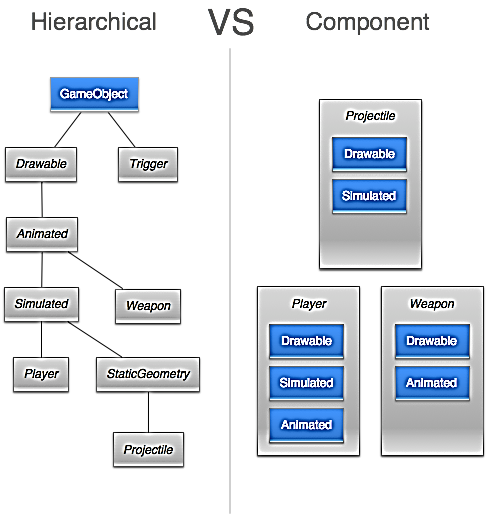 Hierarchical VS Component
GameObject
Drawable Trigger
Animated
Simulated Weapon
Player StaticGeometry
Projectile
Projectile
Drawable
Simulated
Player
Drawable
Simulated
Animated
Weapon
Drawable
Animated